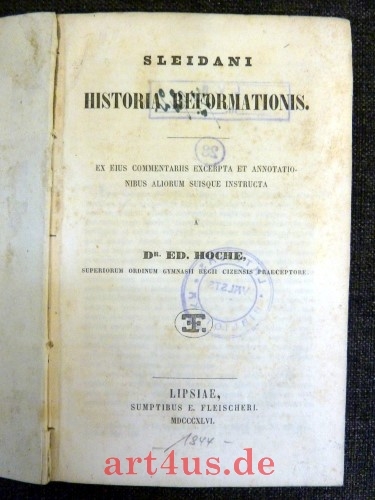 SLEIDANI
HISTORIA REFORMATIONIS.
38
EX EIUS COMMENTARIIS EXCERPTA ET ANNOTATIO-
NIBUS ALIORUM SUISQUE INSTRUCTA
A
DR. ED. HOCHE,
SUPERIORUM ORDINUM GYMNASII REGII CIZENSIS PRAECEPTORE.
LIPSIAE,
SUMPTIBUS E. FLEISCHERI.
MDCCCXLVI.
- 1844 -
art4us.de